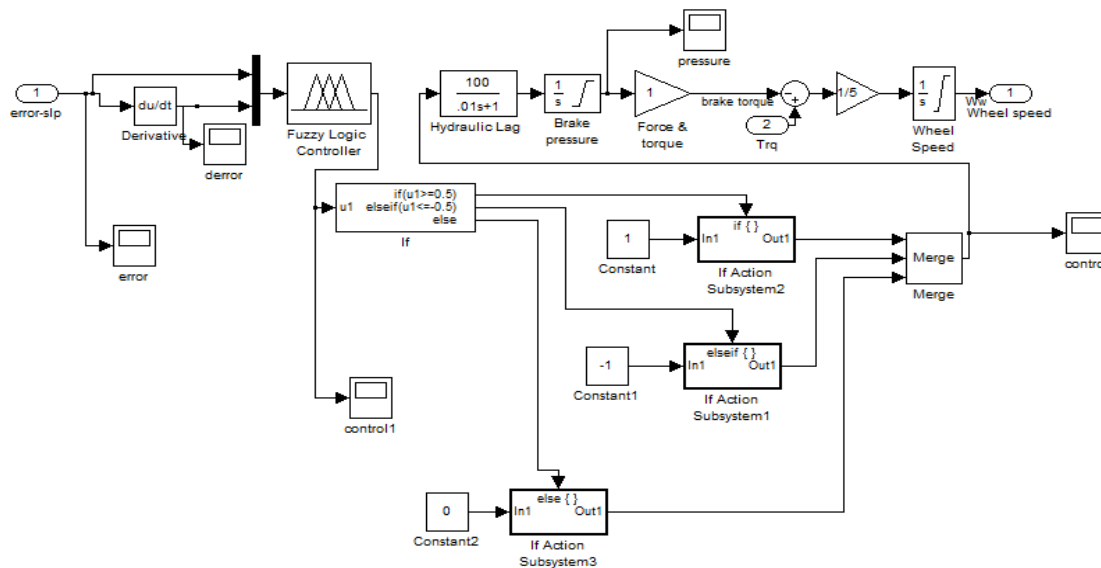 1
error-slp
du/dt
Derivative
derror
error
Fuzzy Logic
Controller
100
.01s+1
Hydraulic Lag
1
s
Brake
pressure
pressure
1
Force &
torque
brake torque
2
Trq
1/5
1
s
Wheel
Speed
Ww
1
Wheel speed
u1
if(u1>=0.5)
elseif(u1<=-0.5)
else
If
control1
1
Constant
if { }
In1
Out1
If Action
Subsystem2
Merge
Merge
control
-1
Constant1
elseif { }
In1
Out1
If Action
Subsystem1
0
Constant2
else { }
In1
Out1
If Action
Subsystem3